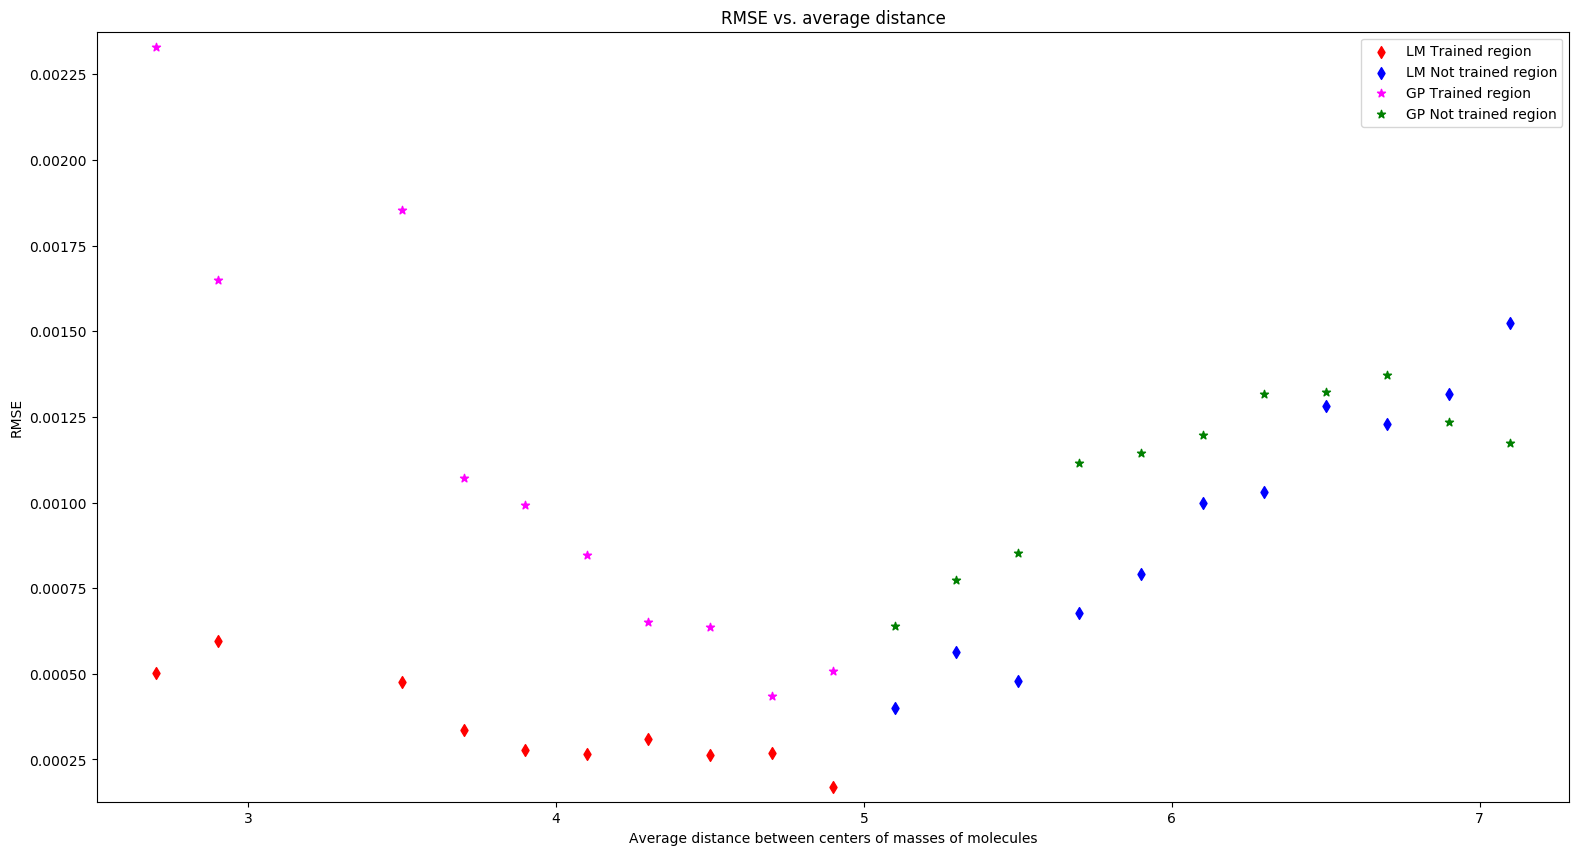 RMSE vs. average distance
LM Trained region
LM Not trained region
GP Trained region
GP Not trained region
0.00225
0.00200
0.00175
0.00150
0.00125
0.00100
0.00075
0.00050
0.00025
RMSE
3 4 5 6 7
Average distance between centers of masses of molecules